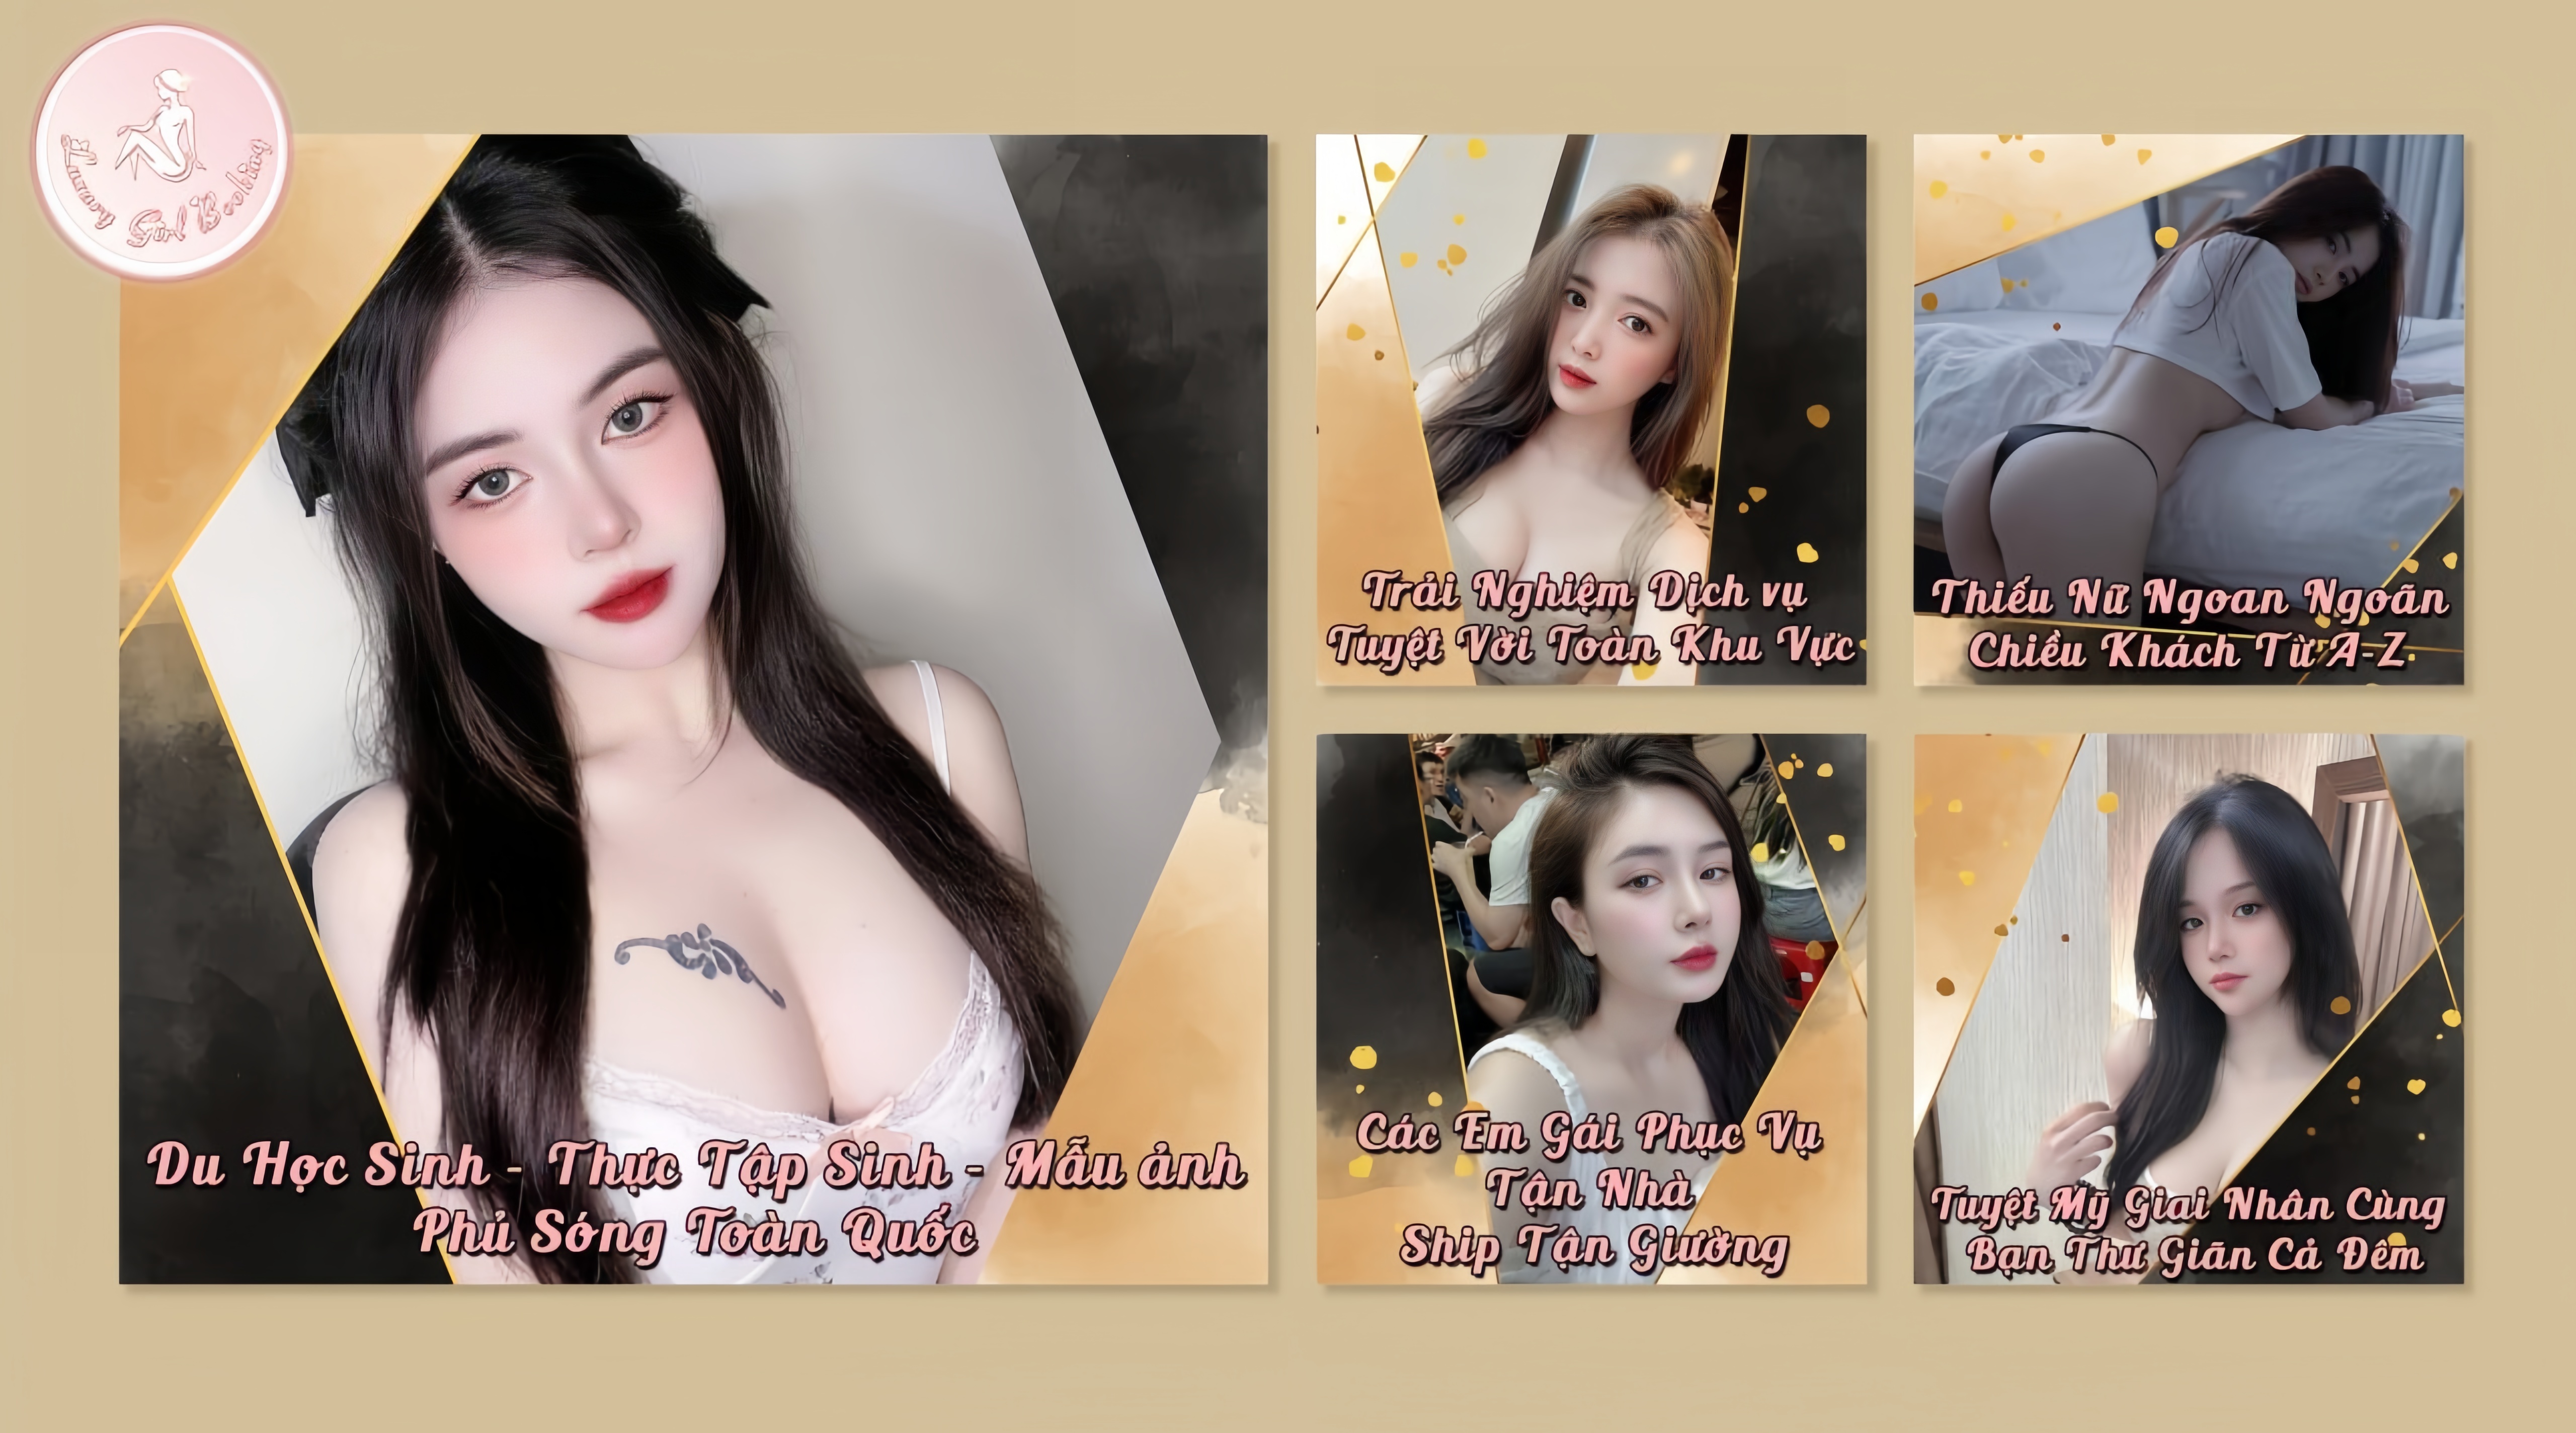 Young Girl Booking
Du Học Sinh - Thực Tập Sinh - Mẫu ảnh
Phủ Sóng Toàn Quốc
Trải Nghiệm Dịch vụ
Tuyệt Vời Toàn Khu Vực
Thiếu Nữ Ngoan Ngoãn
Chiều Khách Từ A-Z
Các Em Gái Phục Vụ
Tận Nhà
Ship Tận Giường
Tuyệt Mỹ Giai Nhân Cùng
Bạn Thư Giãn Cả Đêm